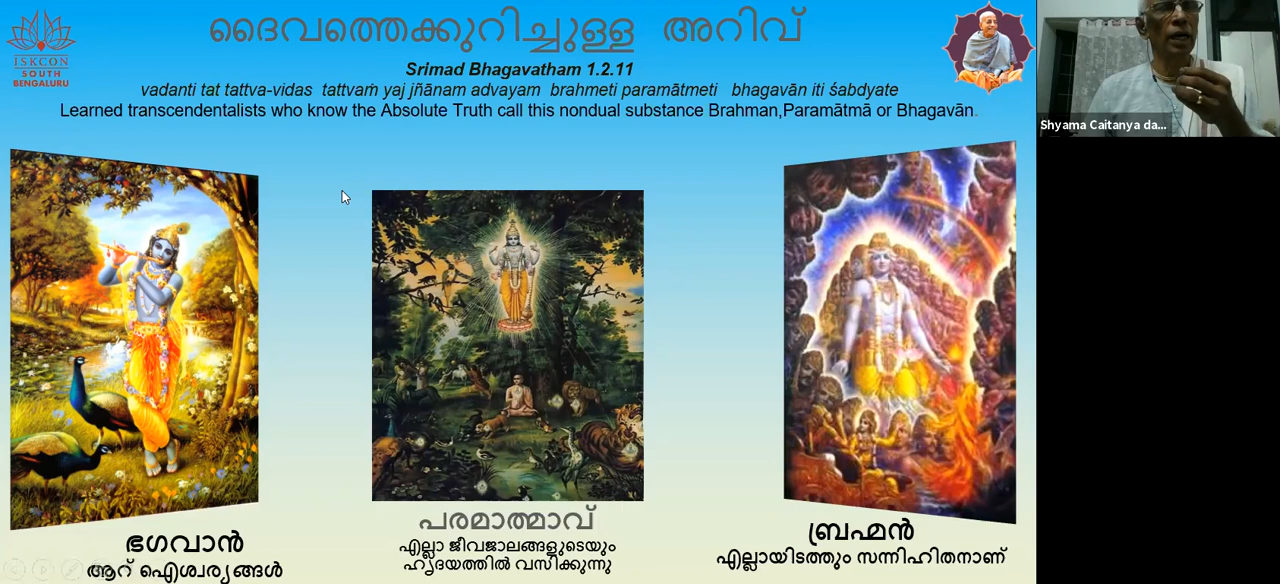 ദൈവത്തെക്കുറിച്ചുള്ള അറിവ്
ISKCON
SOUTH
BENGALURU
Srimad Bhagavatham 1.2.11
vadanti tat tattva-vidas tattvaṁ yaj jñānam advayam brahmeti paramātmeti bhagavān iti śabdyate
Learned transcendentalists who know the Absolute Truth call this nondual substance Brahman,Paramātmā or Bhagavān.
Shyama Caitanya da...
ഭഗവാൻ
ആറ് ഐശ്വര്യങ്ങൾ
പരമാത്മാവ്
എല്ലാ ജീവജാലങ്ങളുടെയും
ഹൃദയത്തിൽ വസിക്കുന്നു
ബ്രഹ്മൻ
എല്ലായിടത്തും സന്നിഹിതനാണ്